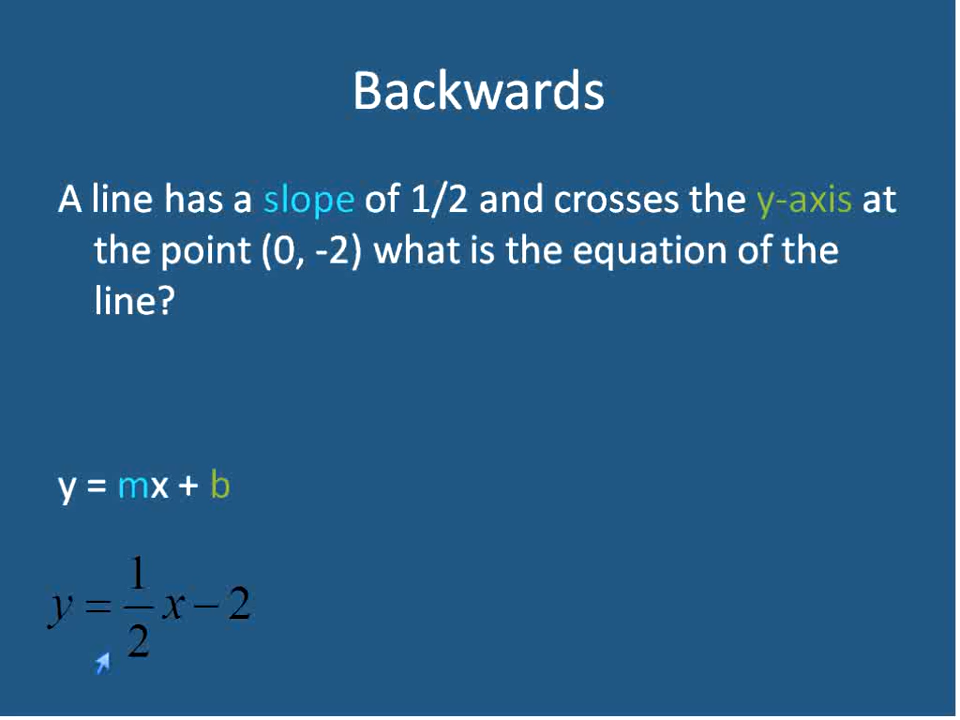 Backwards
A line has a slope of 1/2 and crosses the y-axis at
the point (0, -2) what is the equation of the
line?
y = mx + b
y = 1/2 x − 2